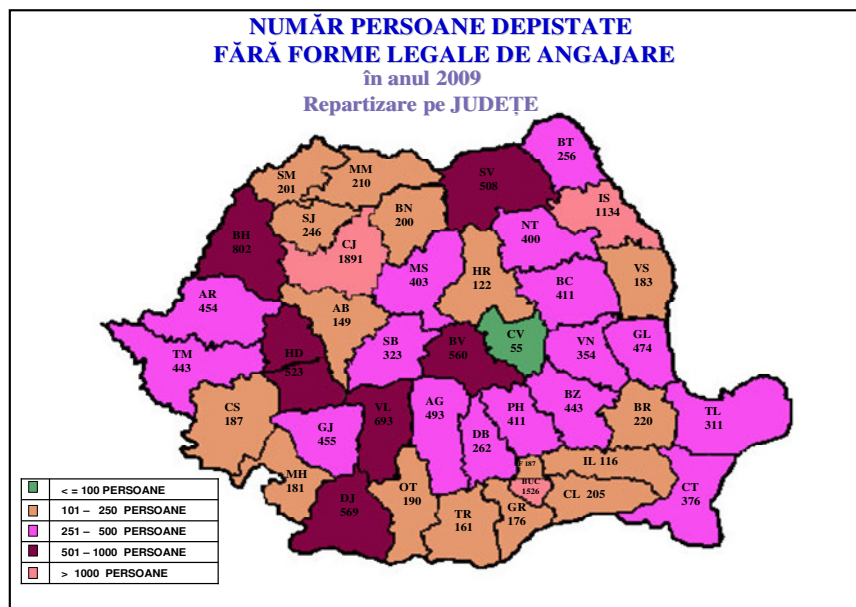 NUMĂR PERSOANE DEPISTATE
FĂRĂ FORME LEGALE DE ANGAJARE
în anul 2009
Repartizare pe JUDEȚE
BT
256
SV
508
MM
210
SM
201
IS
1134
BN
200
SJ
246
NT
400
BH
802
CJ
1891
MS
403
HR
122
BC
411
VS
183
AR
454
AB
149
SB
323
BV
560
CV
55
VN
354
GL
474
TM
443
HD
523
CS
187
GJ
455
VL
693
AG
493
DB
262
PH
411
BZ
443
BR
220
TL
311
MH
181
DJ
569
OT
190
TR
161
GR
176
F 187
BUC
1526
IL 116
CL 205
CT
376
< = 100 PERSOANE
101 – 250 PERSOANE
251 – 500 PERSOANE
501 – 1000 PERSOANE
> 1000 PERSOANE